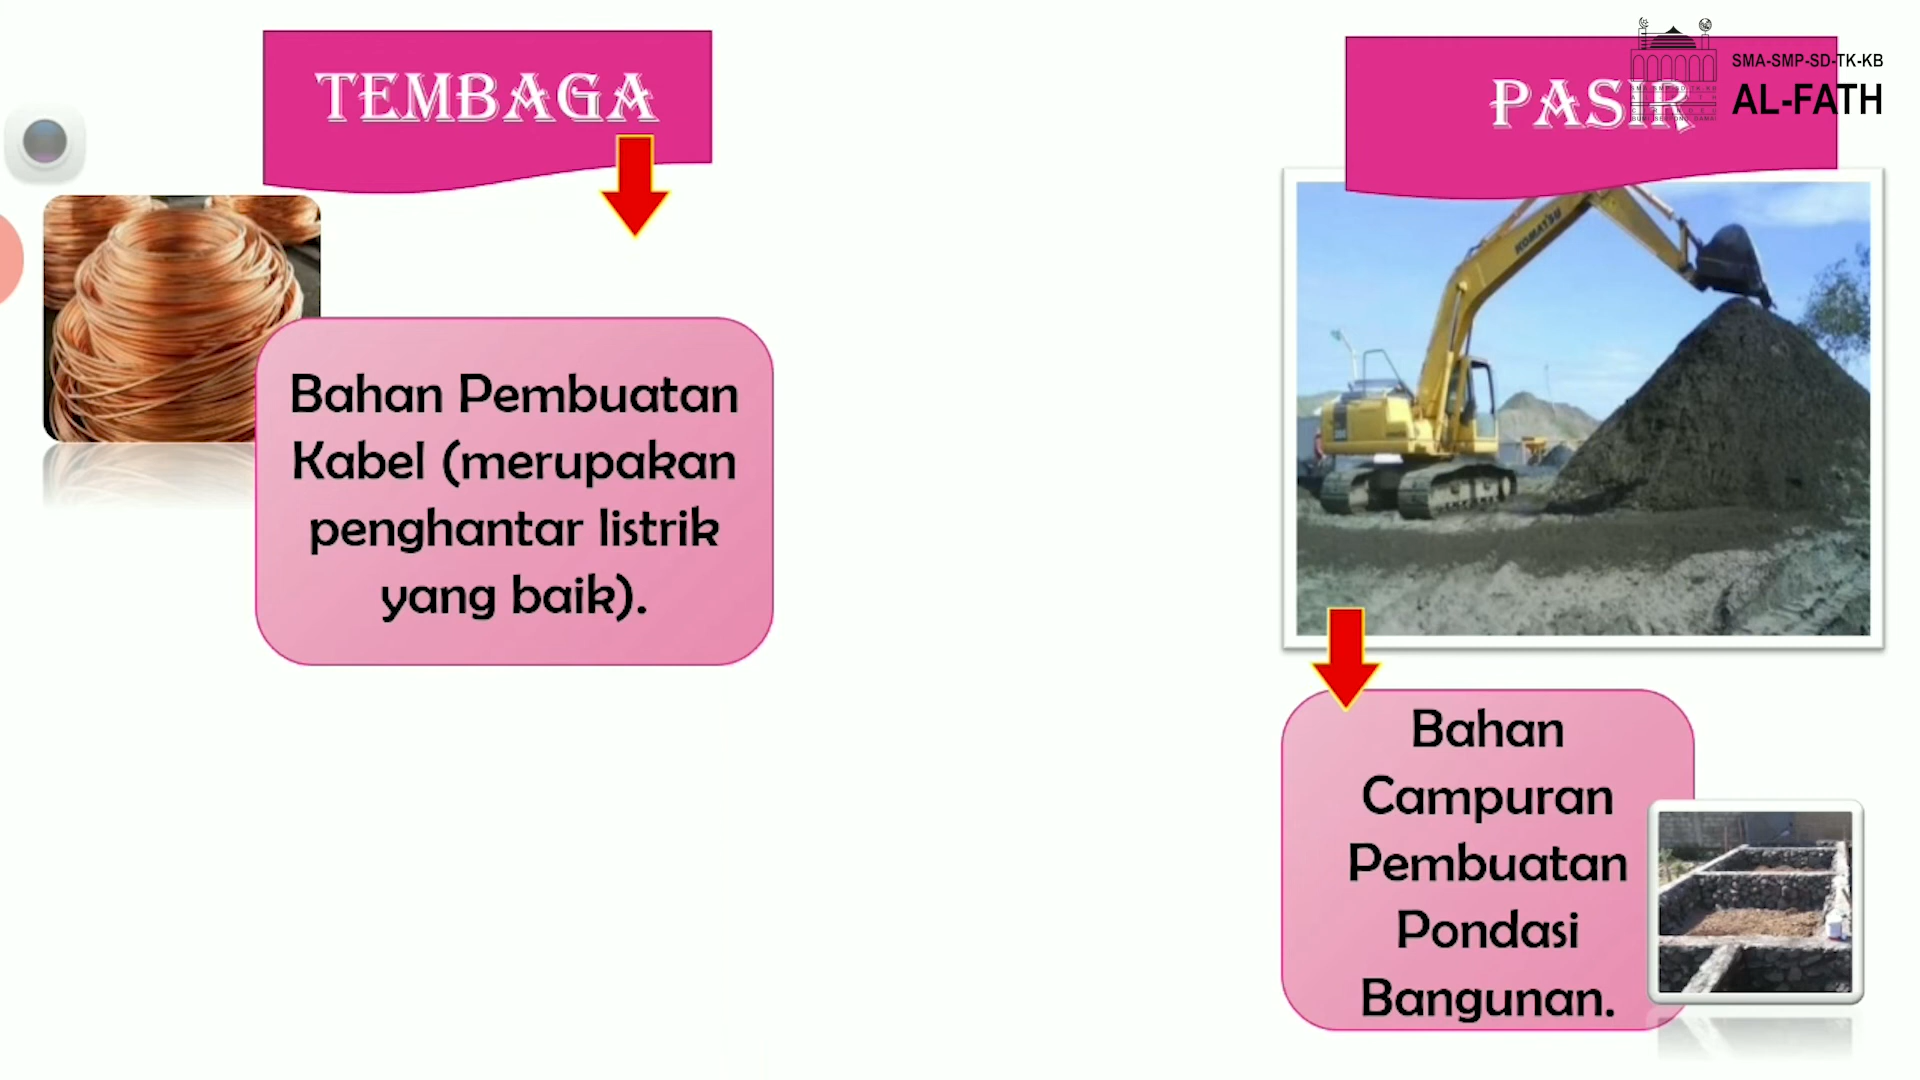 TEMBAGA
Bahan Pembuatan
Kabel (merupakan
penghantar listrik
yang baik).
PASIR
SMA-SMP-SD-TK-KB
AL-FATH
KOMATSU
Bahan
Campuran
Pembuatan
Pondasi
Bangunan.